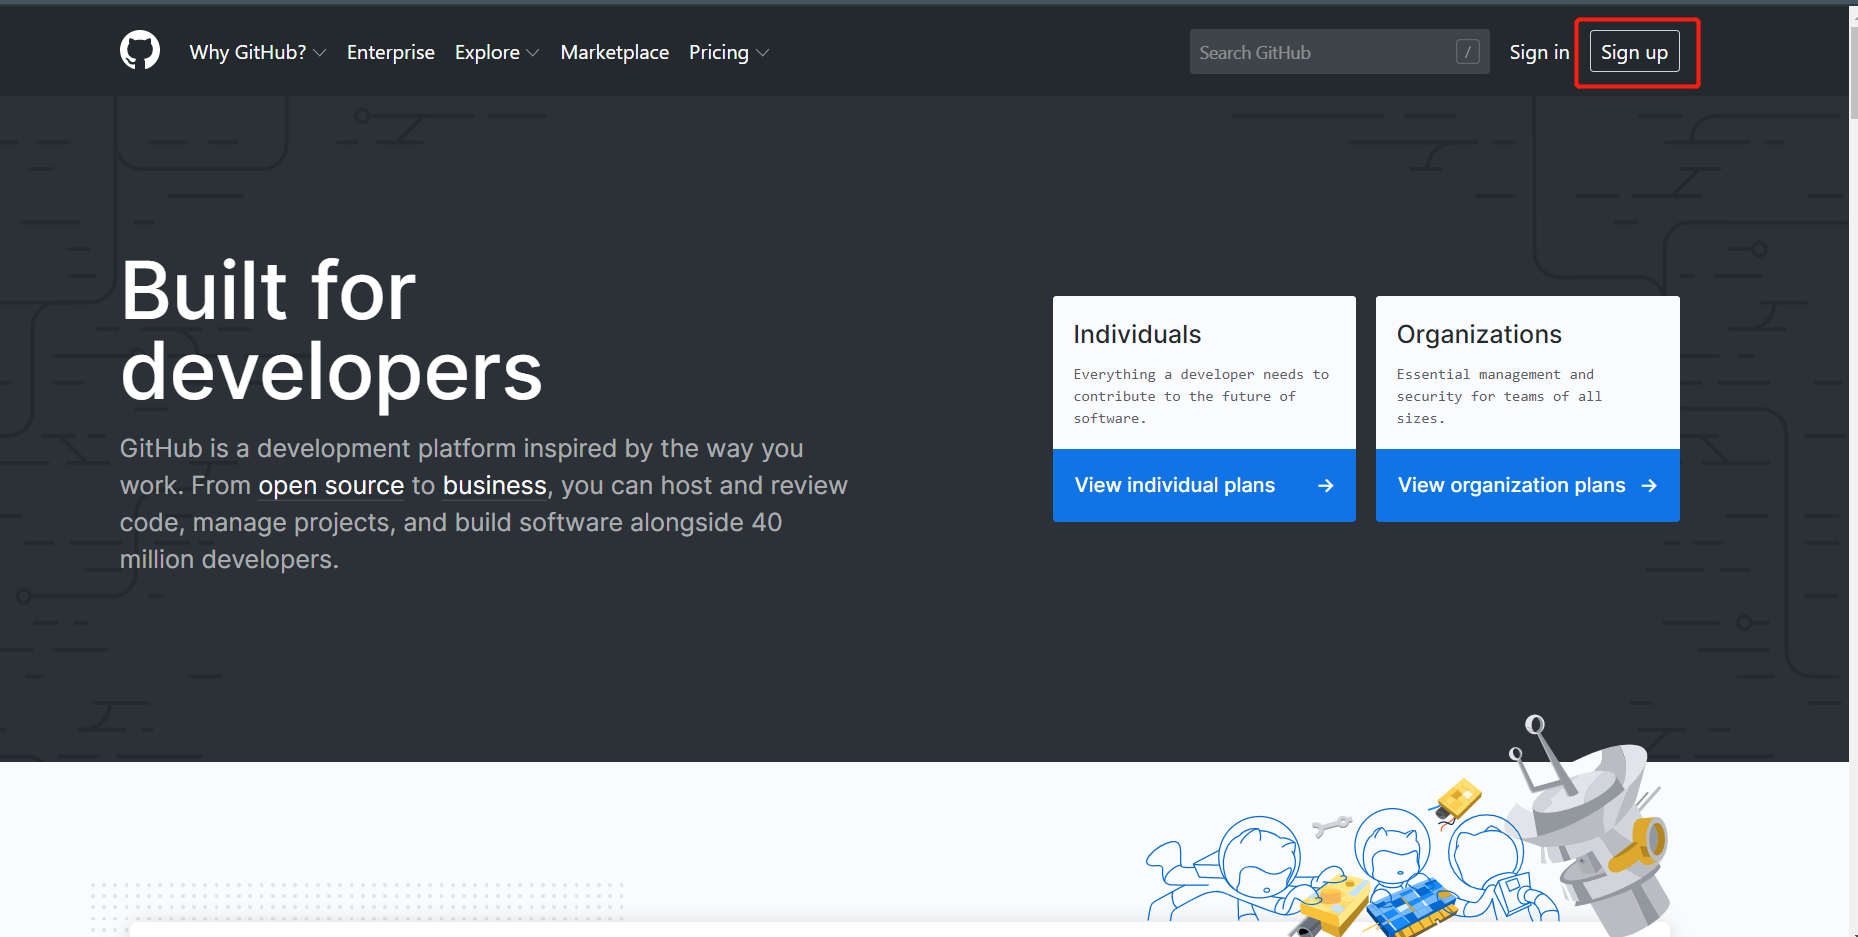 Why GitHub? Enterprise Explore Marketplace Pricing Search GitHub / Sign in Sign up
Built for
developers
GitHub is a development platform inspired by the way you
work. From open source to business, you can host and review
code, manage projects, and build software alongside 40
million developers.
Individuals
Everything a developer needs to
contribute to the future of
software.
View individual plans →
Organizations
Essential management and
security for teams of all
sizes.
View organization plans →